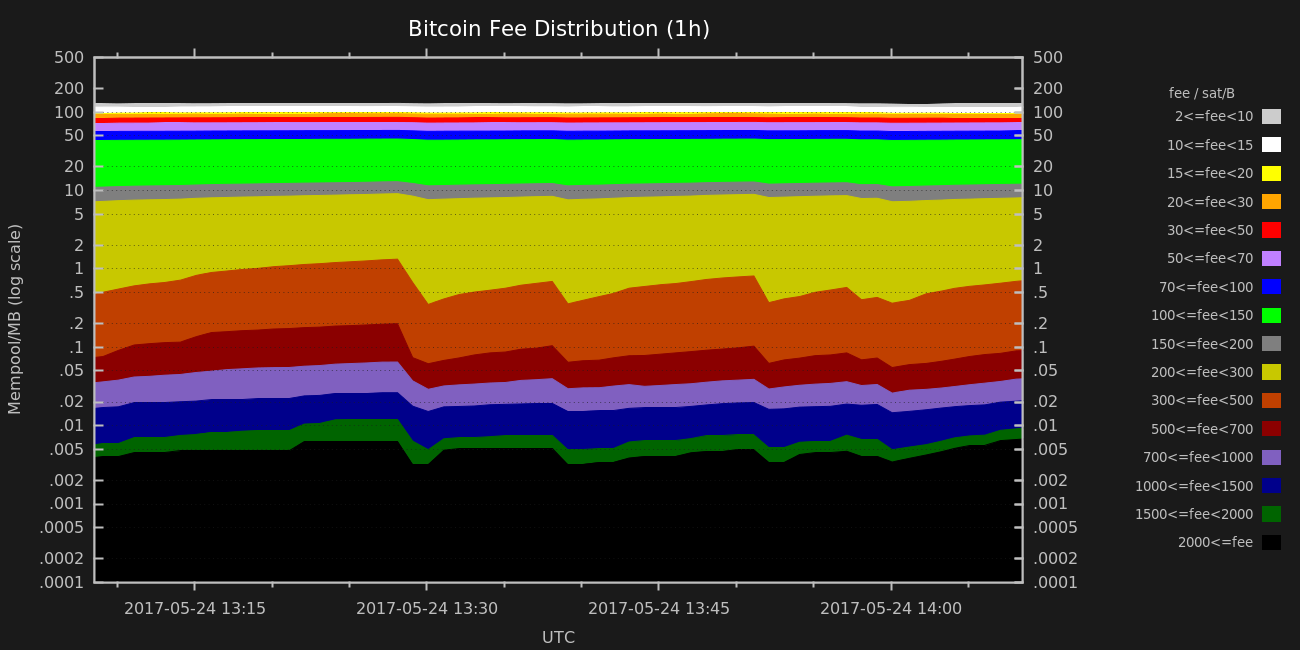 Bitcoin Fee Distribution (1h)
500
200
100
50
20
10
5
2
1
.5
.2
.1
.05
.02
.01
.005
.002
.001
.0005
.0002
.0001
Mempool/MB (log scale)
500
200
100
50
20
10
5
2
1
.5
.2
.1
.05
.02
.01
.005
.002
.001
.0005
.0002
.0001
2017-05-24 13:15
2017-05-24 13:30
2017-05-24 13:45
2017-05-24 14:00
UTC
fee / sat/B
2<=fee<10
10<=fee<15
15<=fee<20
20<=fee<30
30<=fee<50
50<=fee<70
70<=fee<100
100<=fee<150
150<=fee<200
200<=fee<300
300<=fee<500
500<=fee<700
700<=fee<1000
1000<=fee<1500
1500<=fee<2000
2000<=fee